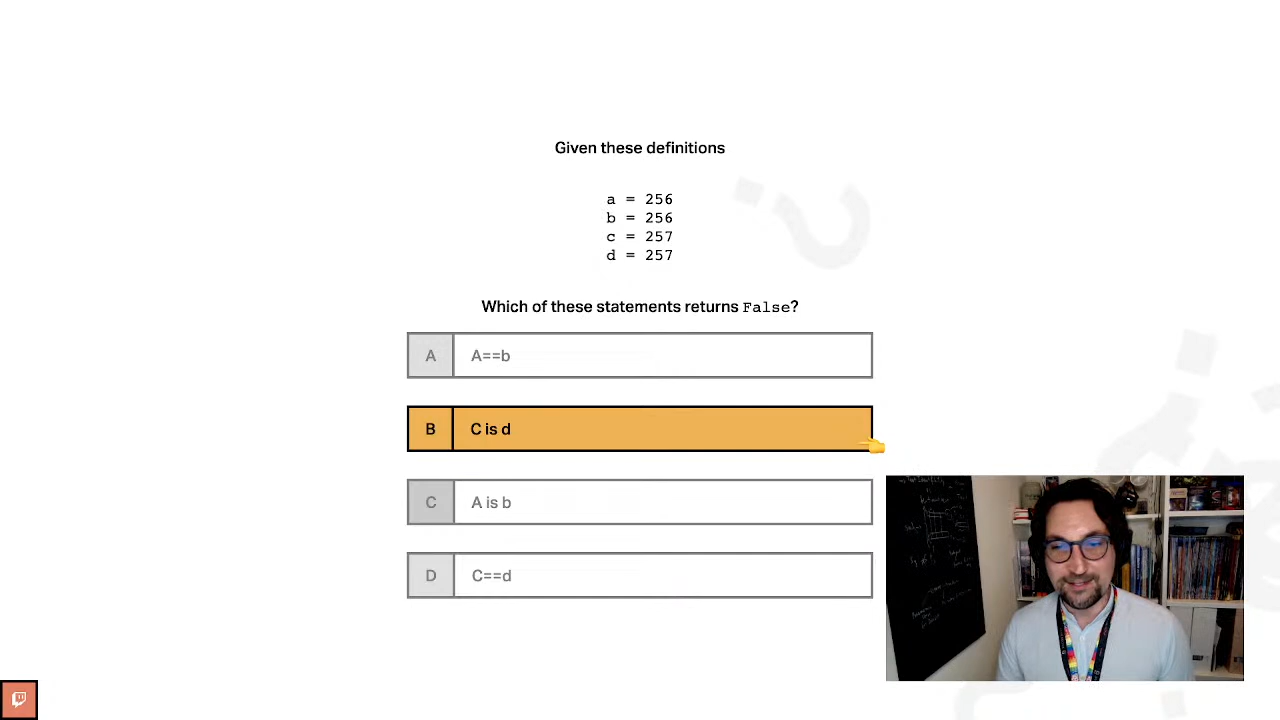 Given these definitions
a = 256
b = 256
c = 257
d = 257
Which of these statements returns False?
A A==b
B C is d
C A is b
D C==d